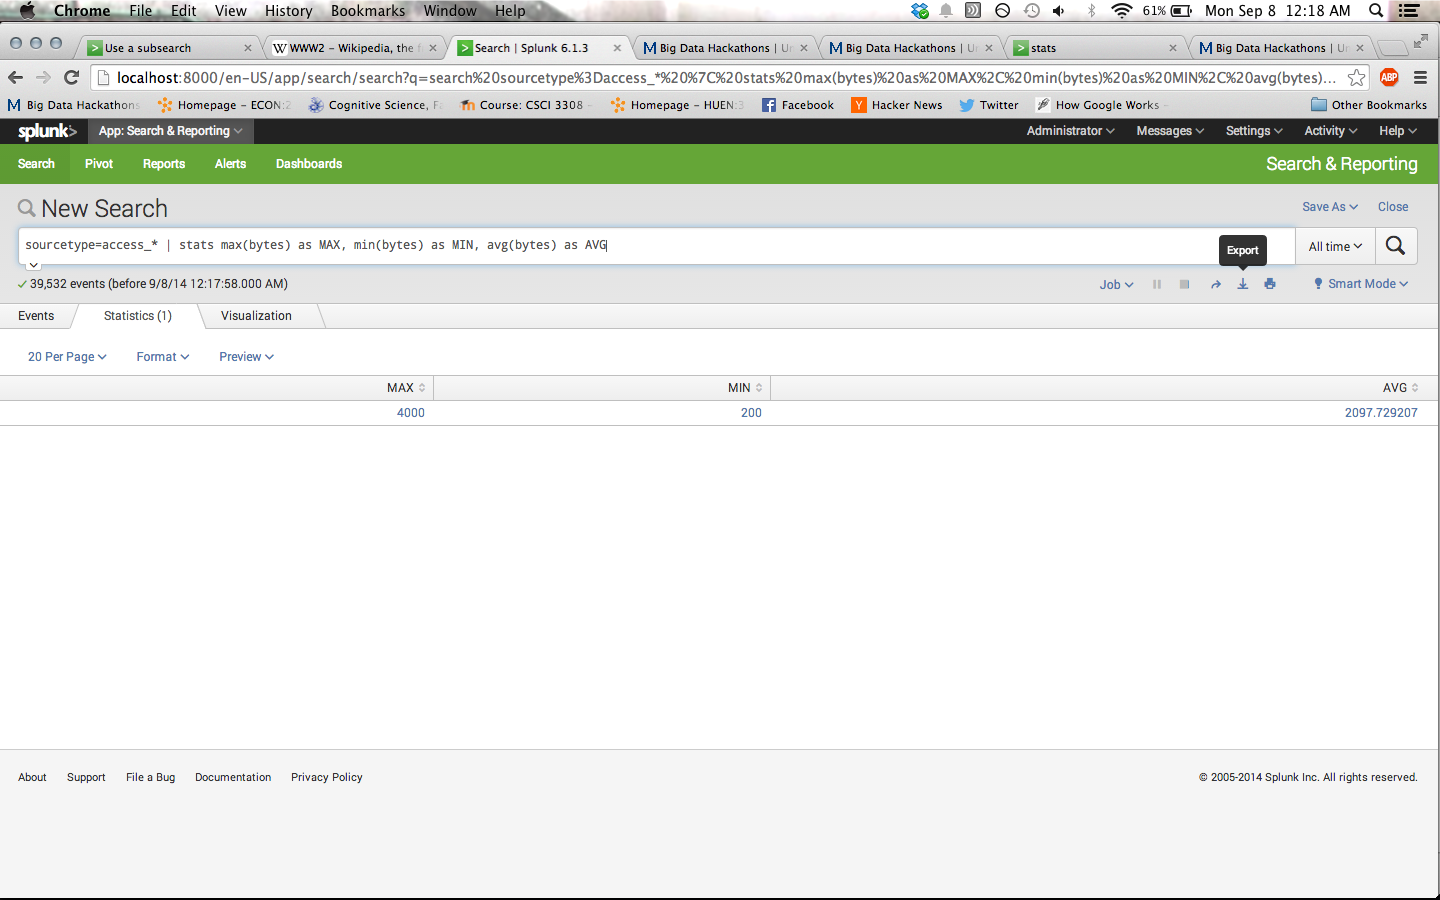 Chrome File Edit View History Bookmarks Window Help 61% Mon Sep 8 12:18 AM
Use a subsearch WWW2 – Wikipedia, the f Search | Splunk 6.1.3 Big Data Hackathons | Un Big Data Hackathons | Un stats Big Data Hackathons | Un
localhost:8000/en-US/app/search/search?q=search%20sourcetype%3Daccess_*%20%7C%20stats%20max(bytes)%20as%20MAX%2C%20min(bytes)%20as%20MIN%2C%20avg(bytes)... ABP
Big Data Hackathons Homepage – ECON:2 Cognitive Science, Fa Course: CSCI 3308 – Homepage – HUEN:3 Facebook Hacker News Twitter How Google Works – Other Bookmarks
splunk> App: Search & Reporting Administrator Messages Settings Activity Help
Search Pivot Reports Alerts Dashboards Search & Reporting
New Search Save As Close
sourcetype=access_* | stats max(bytes) as MAX, min(bytes) as MIN, avg(bytes) as AVG All time
Export
39,532 events (before 9/8/14 12:17:58.000 AM) Job Smart Mode
Events Statistics (1) Visualization
20 Per Page Format Preview
MAX MIN AVG
4000 200 2097.729207
About Support File a Bug Documentation Privacy Policy © 2005-2014 Splunk Inc. All rights reserved.